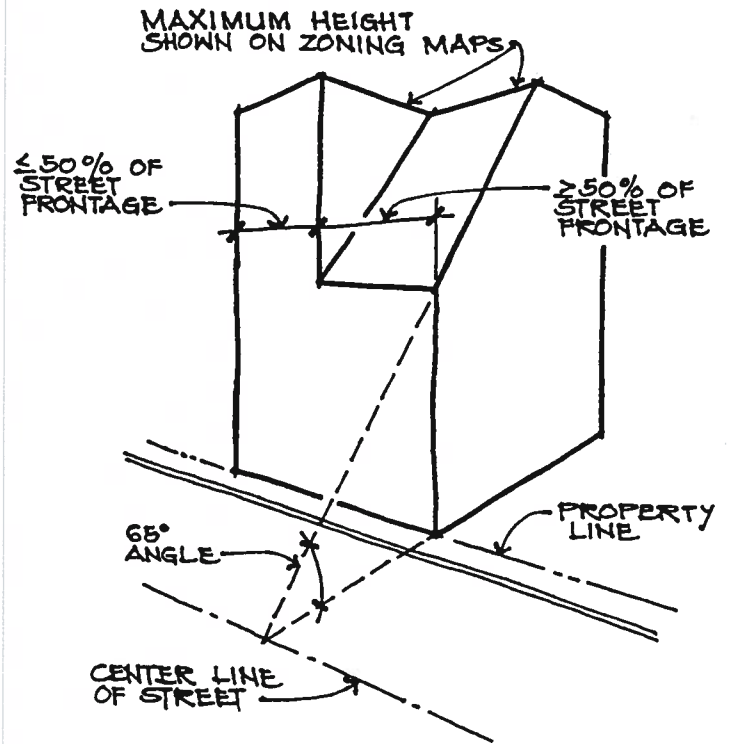 MAXIMUM HEIGHT
SHOWN ON ZONING MAPS
≤50% OF
STREET
FRONTAGE
≥50% OF
STREET
FRONTAGE
65°
ANGLE
PROPERTY
LINE
CENTER LINE
OF STREET